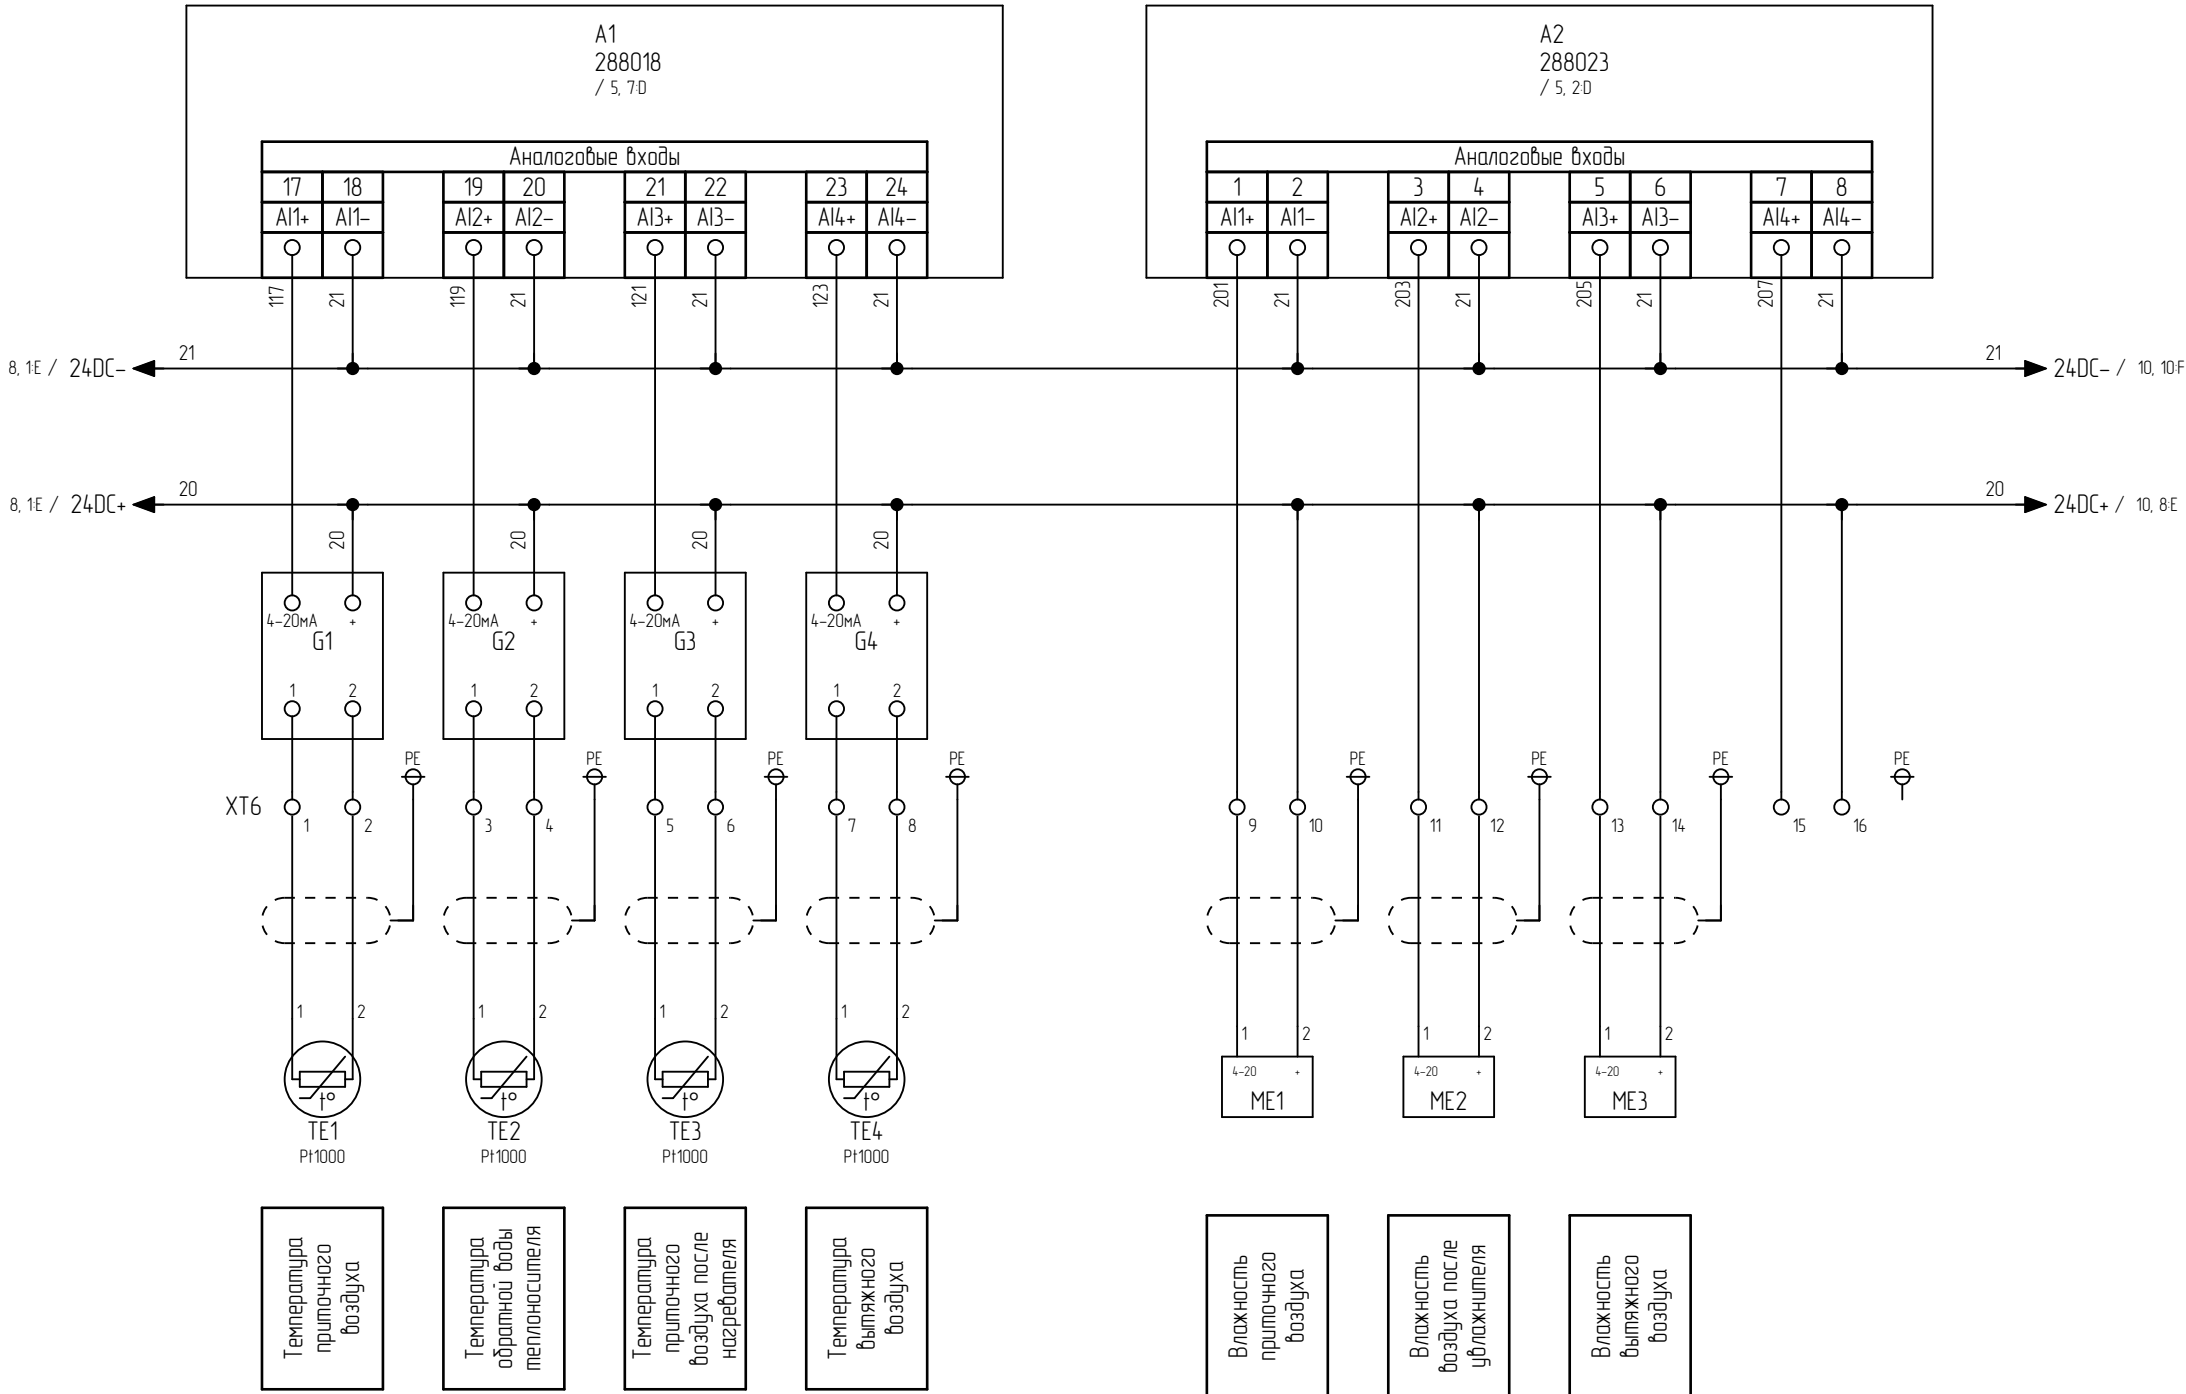 A1
288018
/ 5, 7:D
A2
288023
/ 5, 2:D
Аналоговые входы
Аналоговые входы
17 18 19 20 21 22 23 24
1 2 3 4 5 6 7 8
AI1+ AI1- AI2+ AI2- AI3+ AI3- AI4+ AI4-
AI1+ AI1- AI2+ AI2- AI3+ AI3- AI4+ AI4-
117 21 119 21 121 21 123 21
201 21 203 21 205 21 207 21
8, 1:E / 24DC- 21
21 24DC- / 10, 10:F
8, 1:E / 24DC+ 20
20 24DC+ / 10, 8:E
20 20 20 20
4-20мА + 4-20мА + 4-20мА + 4-20мА +
G1 G2 G3 G4
1 2 1 2 1 2 1 2
PE PE PE PE PE PE PE PE
XT6
1 2 3 4 5 6 7 8 9 10 11 12 13 14 15 16
1 2 1 2 1 2 1 2
1 2 1 2 1 2
4-20 + 4-20 + 4-20 +
ME1 ME2 ME3
t° t° t° t°
TE1 TE2 TE3 TE4
Pt1000 Pt1000 Pt1000 Pt1000
Температура
приточного
воздуха
Температура
обратной воды
теплоносителя
Температура
приточного
воздуха после
нагревателя
Температура
вытяжного
воздуха
Влажность
приточного
воздуха
Влажность
воздуха после
увлажнителя
Влажность
вытяжного
воздуха